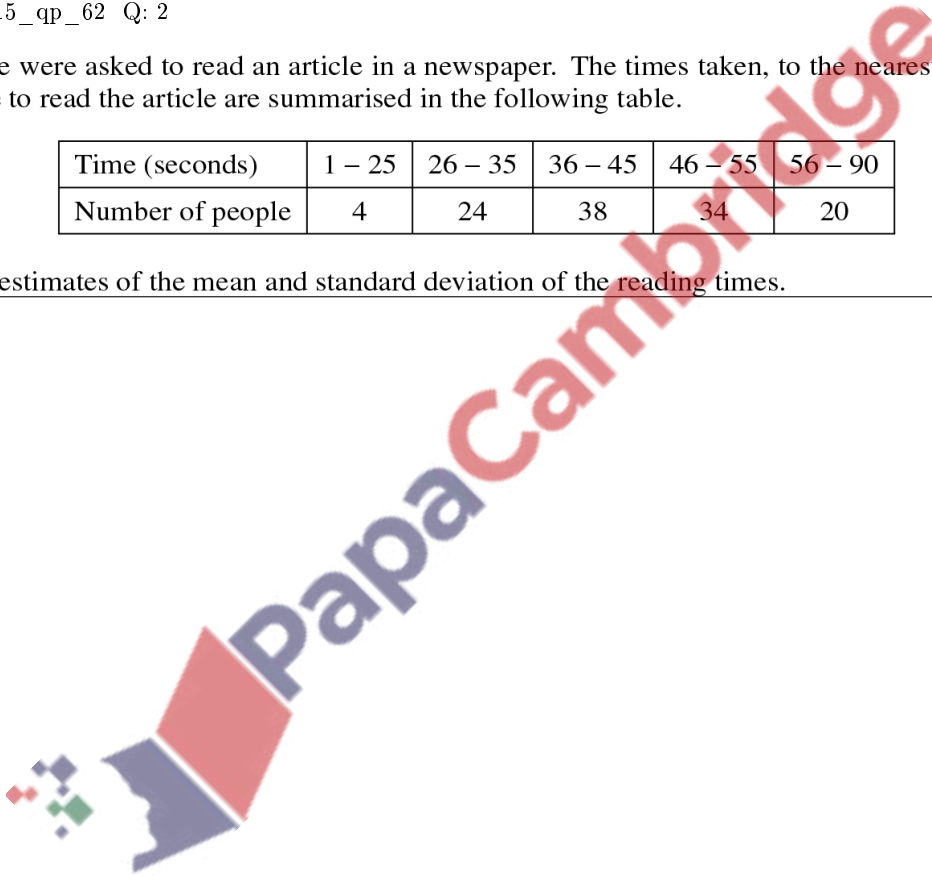 15_qp_62 Q: 2
e were asked to read an article in a newspaper. The times taken, to the neares
to read the article are summarised in the following table.
Time (seconds) 1 – 25 26 – 35 36 – 45 46 – 55 56 – 90
Number of people 4 24 38 34 20
estimates of the mean and standard deviation of the reading times.
PapaCambridge